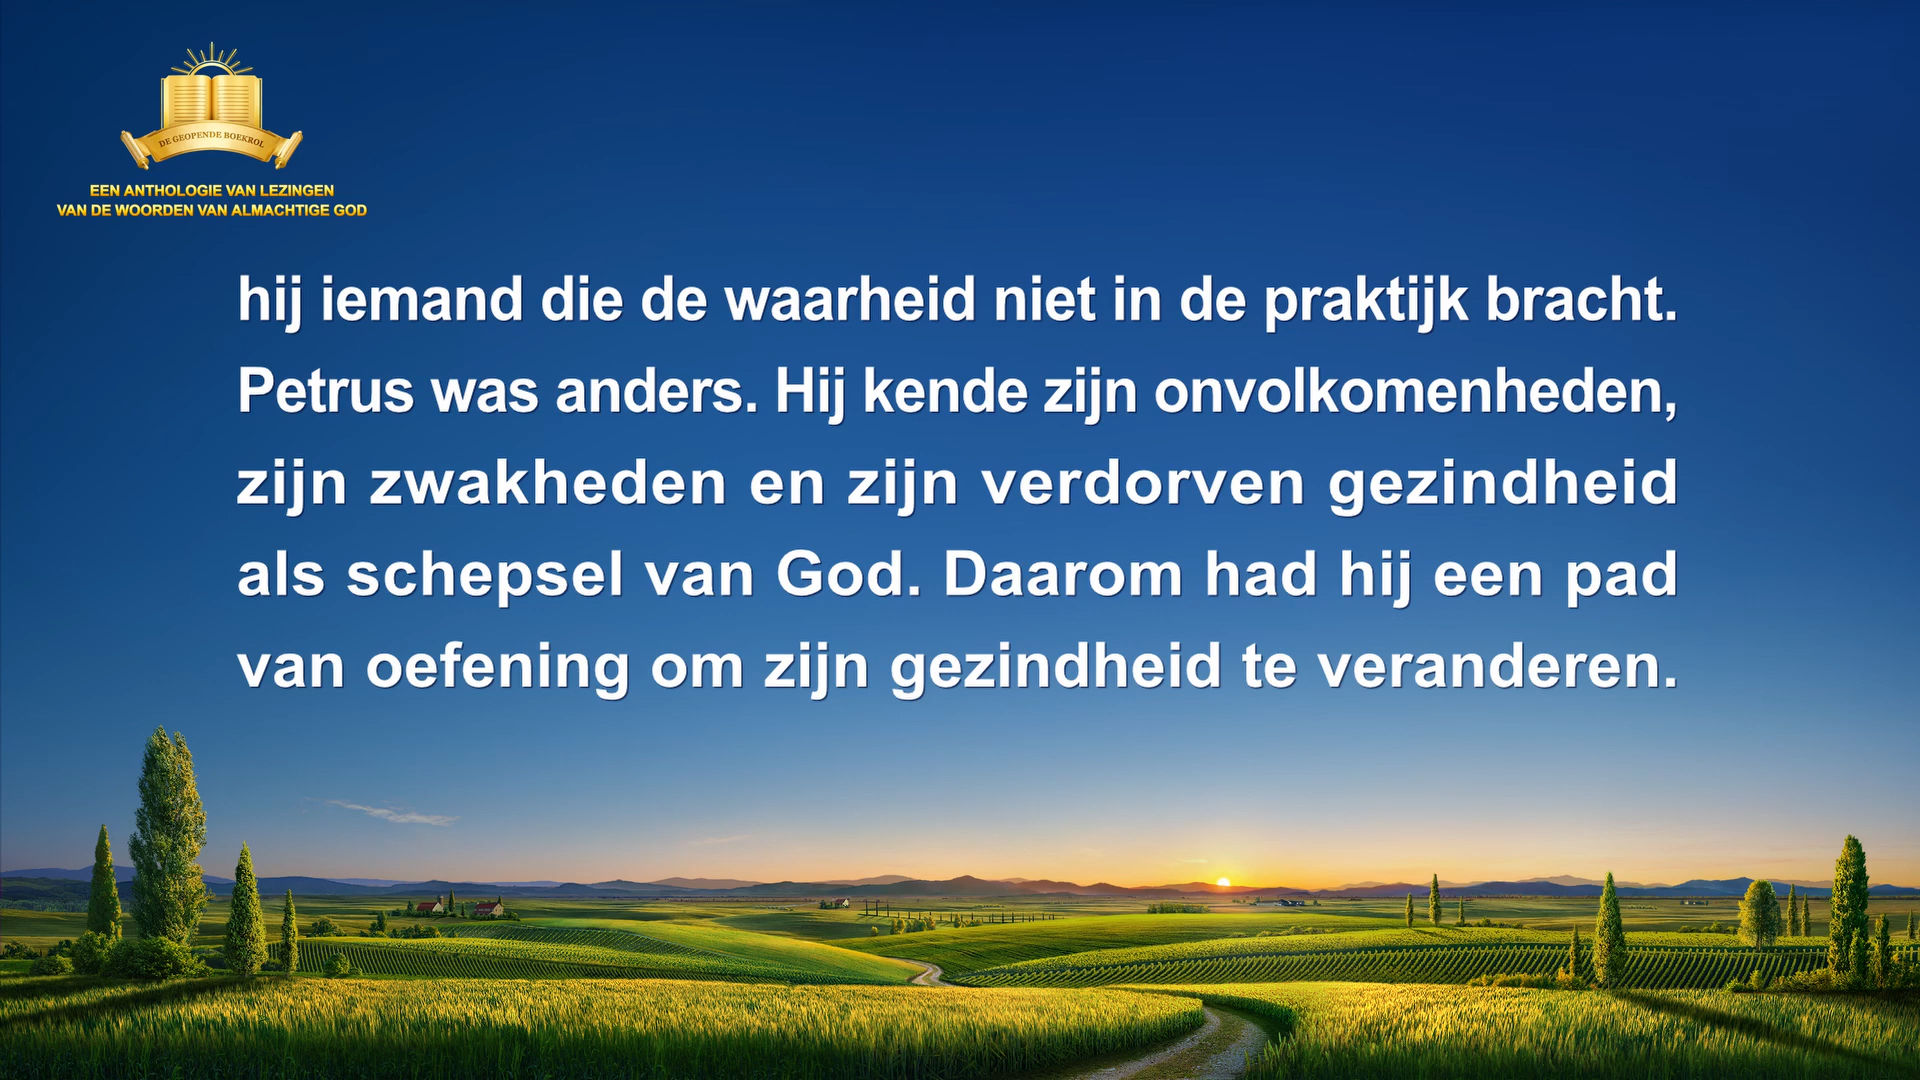 DE GEOPENDE BOEKROL
EEN ANTHOLOGIE VAN LEZINGEN
VAN DE WOORDEN VAN ALMACHTIGE GOD
hij iemand die de waarheid niet in de praktijk bracht.
Petrus was anders. Hij kende zijn onvolkomenheden,
zijn zwakheden en zijn verdorven gezindheid
als schepsel van God. Daarom had hij een pad
van oefening om zijn gezindheid te veranderen.